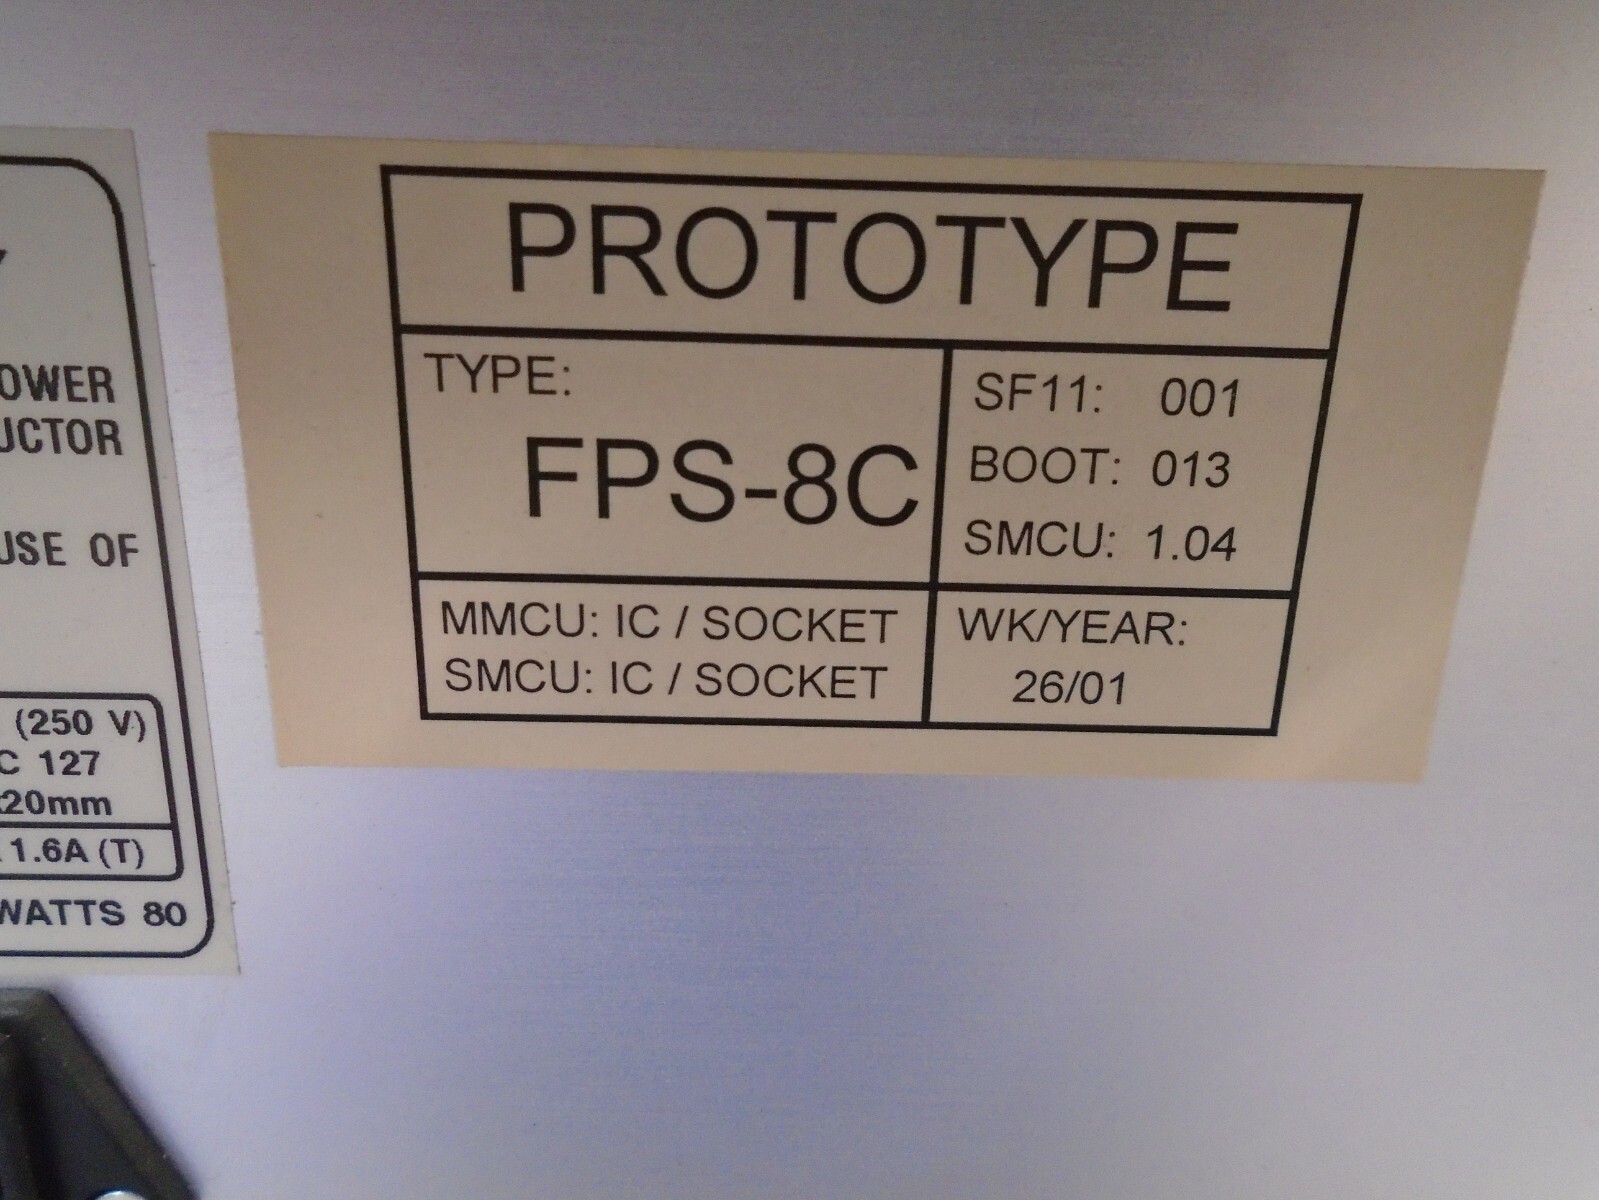 OWER
UCTOR
USE OF
(250 V)
C 127
x20mm
1.6A (T)
WATTS 80
PROTOTYPE
TYPE:
FPS-8C
SF11: 001
BOOT: 013
SMCU: 1.04
MMCU: IC / SOCKET
SMCU: IC / SOCKET
WK/YEAR:
26/01